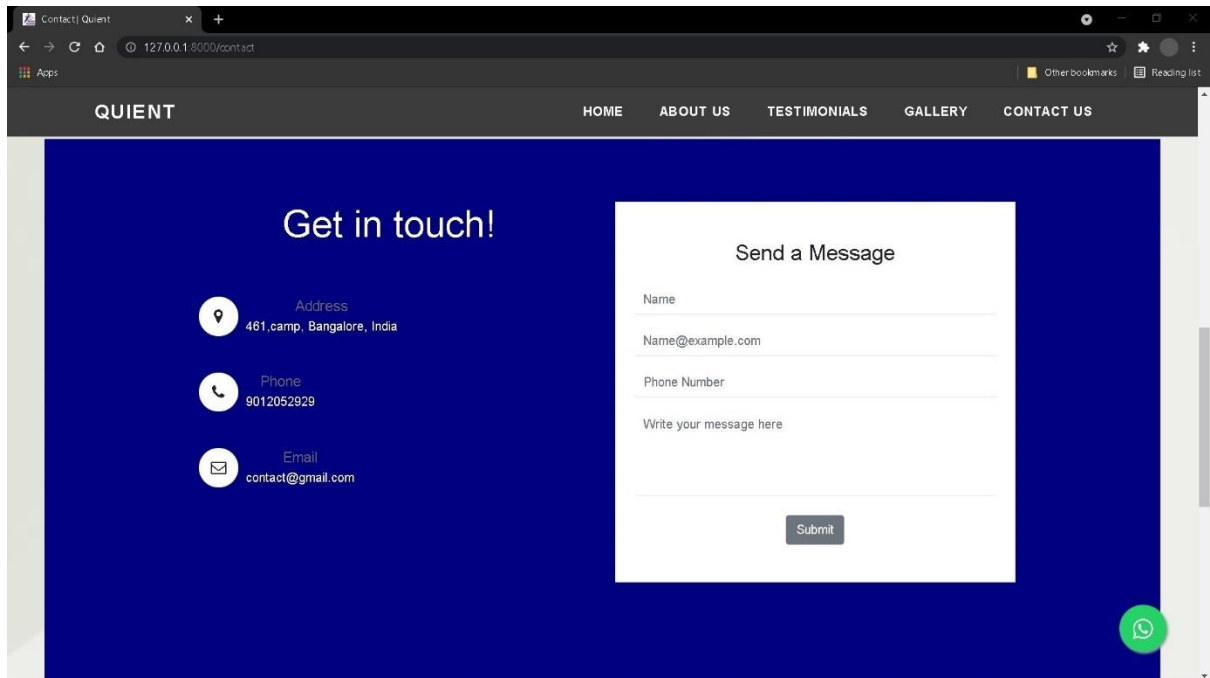 Contact| Quient
127.0.0.1:8000/contact
Apps
Other bookmarks
Reading list
QUIENT
HOME
ABOUT US
TESTIMONIALS
GALLERY
CONTACT US
Get in touch!
Address
461,camp, Bangalore, India
Phone
9012052929
Email
contact@gmail.com
Send a Message
Name
Name@example.com
Phone Number
Write your message here
Submit